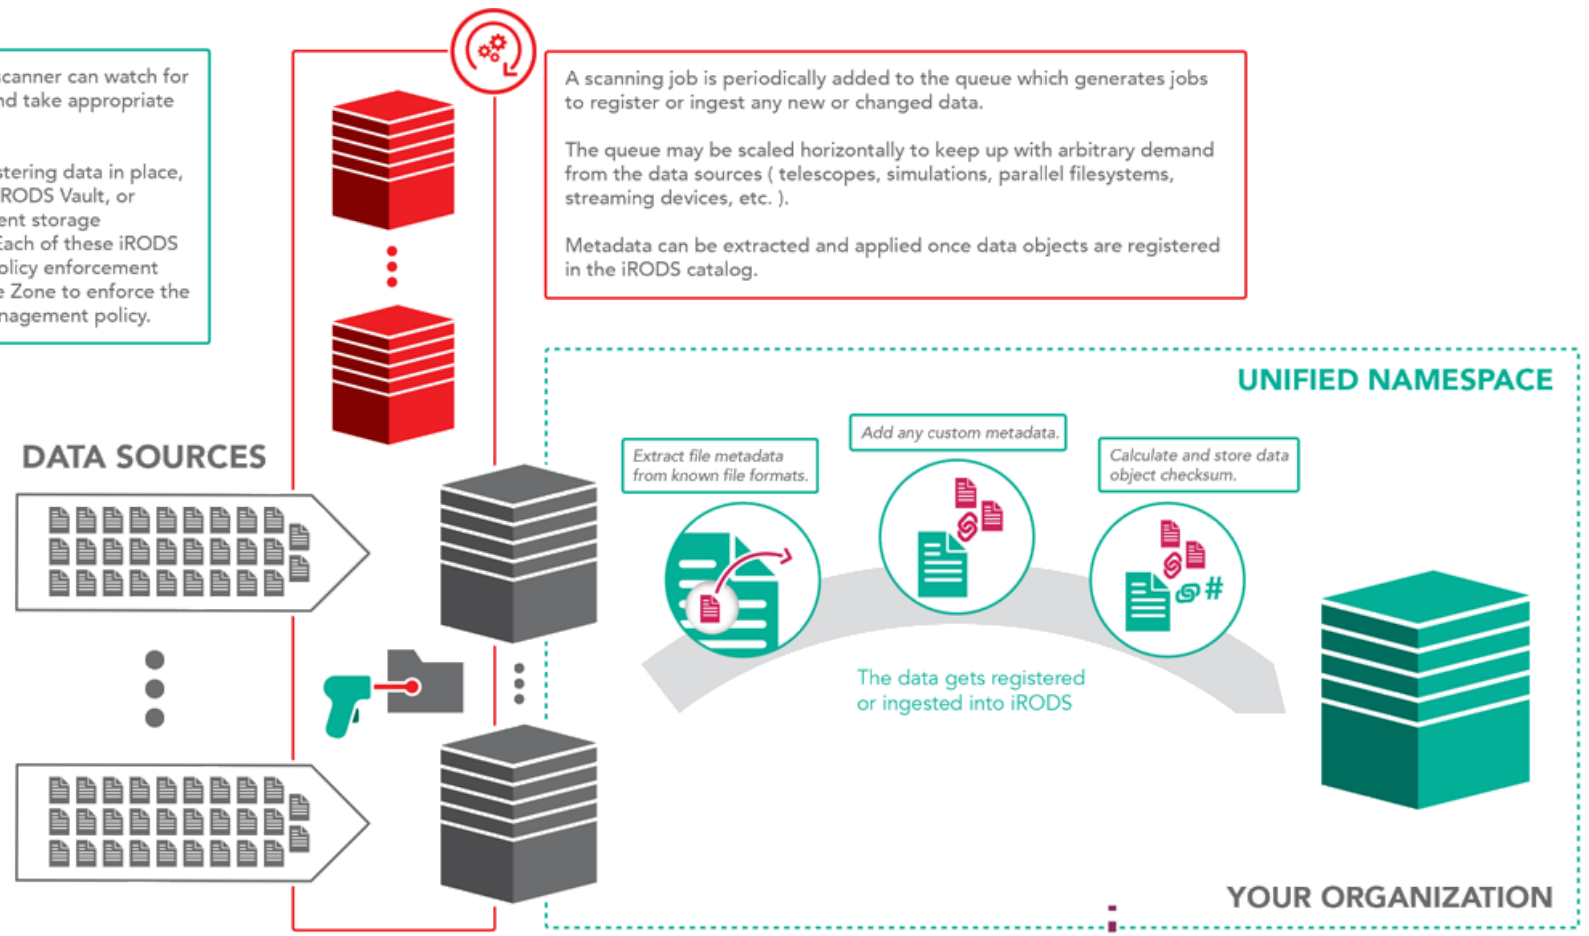 scanner can watch for
nd take appropriate
stering data in place,
RODS Vault, or
ent storage
Each of these iRODS
olicy enforcement
e Zone to enforce the
nagement policy.
A scanning job is periodically added to the queue which generates jobs
to register or ingest any new or changed data.
The queue may be scaled horizontally to keep up with arbitrary demand
from the data sources ( telescopes, simulations, parallel filesystems,
streaming devices, etc. ).
Metadata can be extracted and applied once data objects are registered
in the iRODS catalog.
UNIFIED NAMESPACE
DATA SOURCES
Extract file metadata
from known file formats.
Add any custom metadata.
Calculate and store data
object checksum.
#
The data gets registered
or ingested into iRODS
YOUR ORGANIZATION